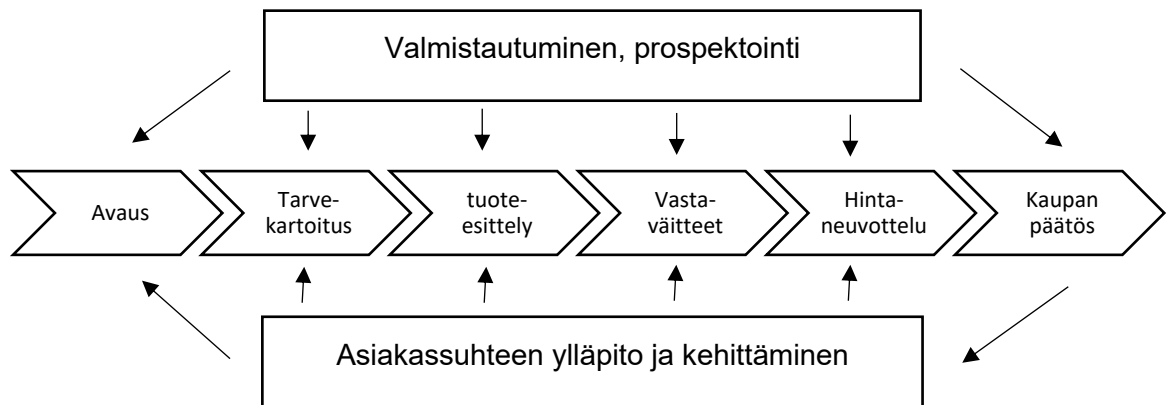 Valmistautuminen, prospektointi
Avaus
Tarve-
kartoitus
tuote-
esittely
Vasta-
väitteet
Hinta-
neuvottelu
Kaupan
päätös
Asiakassuhteen ylläpito ja kehittäminen